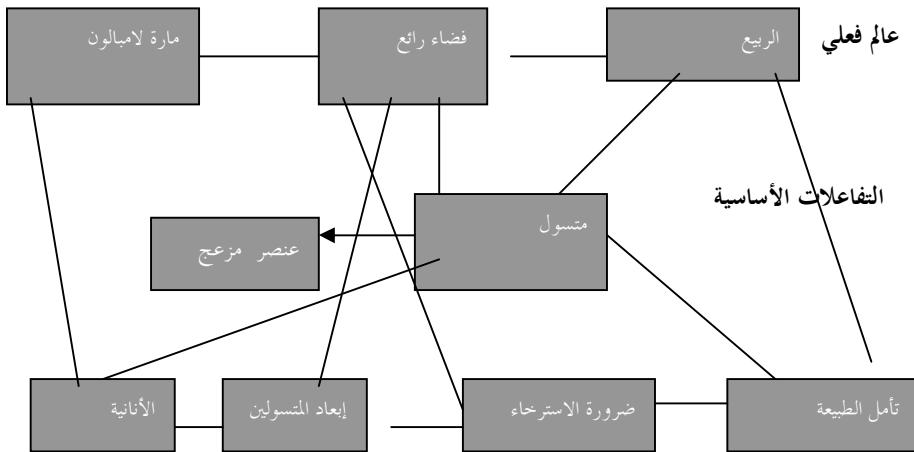 عالم فعلي
الربيع
فضاء رائع
مارة لامبالون
التفاعلات الأساسية
متسول
عنصر مزعج
تأمل الطبيعة
ضرورة الاسترخاء
إبعاد المتسولين
الأنانية